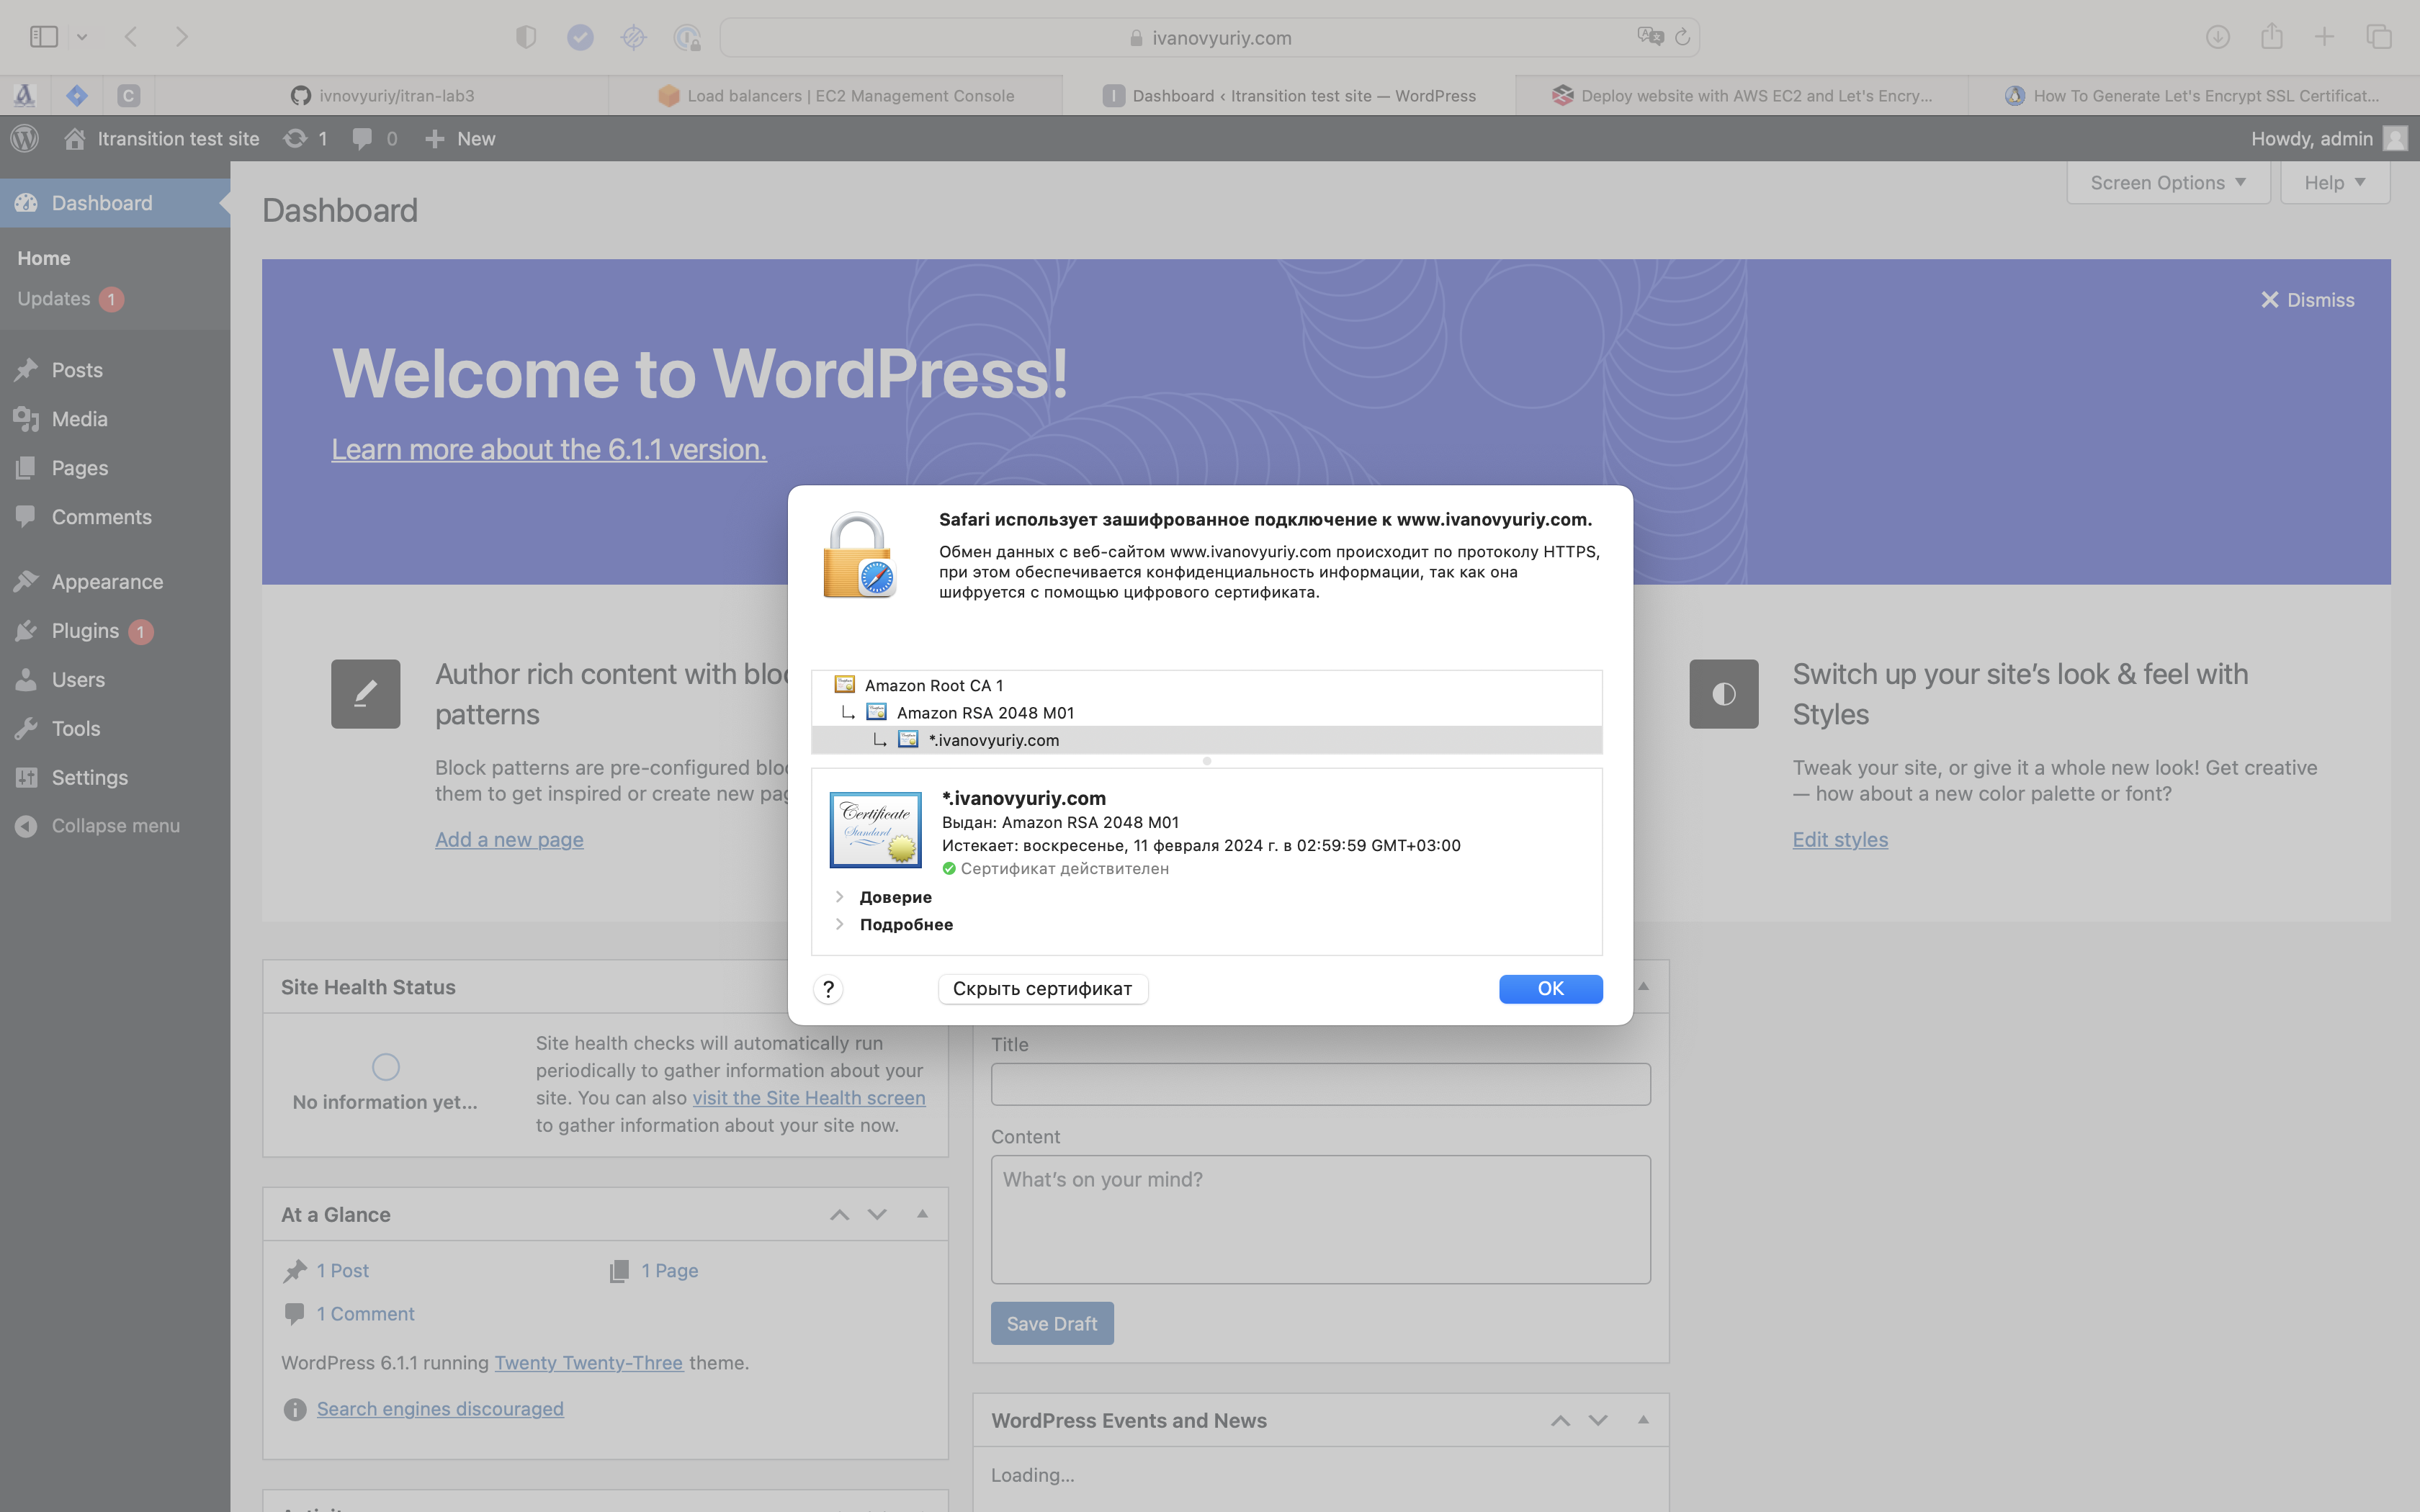 ivanovyuriy.com
C
ivnovyuriy/itran-lab3
Load balancers | EC2 Management Console
I
Dashboard ‹ Itransition test site — WordPress
Deploy website with AWS EC2 and Let's Encry...
How To Generate Let's Encrypt SSL Certificat...
Itransition test site
1
0
New
Howdy, admin
Dashboard
Home
Updates 1
Posts
Media
Pages
Comments
Appearance
Plugins 1
Users
Tools
Settings
Collapse menu
Dashboard
Screen Options
Help
Dismiss
Welcome to WordPress!
Learn more about the 6.1.1 version.
Author rich content with bloc
patterns
Block patterns are pre-configured bloc
them to get inspired or create new pag
Add a new page
Switch up your site's look & feel with
Styles
Tweak your site, or give it a whole new look! Get creative
— how about a new color palette or font?
Edit styles
Safari использует зашифрованное подключение к www.ivanovyuriy.com.
Обмен данных с веб-сайтом www.ivanovyuriy.com происходит по протоколу HTTPS,
при этом обеспечивается конфиденциальность информации, так как она
шифруется с помощью цифрового сертификата.
Amazon Root CA 1
Amazon RSA 2048 M01
*.ivanovyuriy.com
Certificate
Standard
*.ivanovyuriy.com
Выдан: Amazon RSA 2048 M01
Истекает: воскресенье, 11 февраля 2024 г. в 02:59:59 GMT+03:00
Сертификат действителен
Доверие
Подробнее
?
Скрыть сертификат
OK
Site Health Status
No information yet...
Site health checks will automatically run
periodically to gather information about your
site. You can also visit the Site Health screen
to gather information about your site now.
At a Glance
1 Post
1 Page
1 Comment
WordPress 6.1.1 running Twenty Twenty-Three theme.
Search engines discouraged
Title
Content
What's on your mind?
Save Draft
WordPress Events and News
Loading...